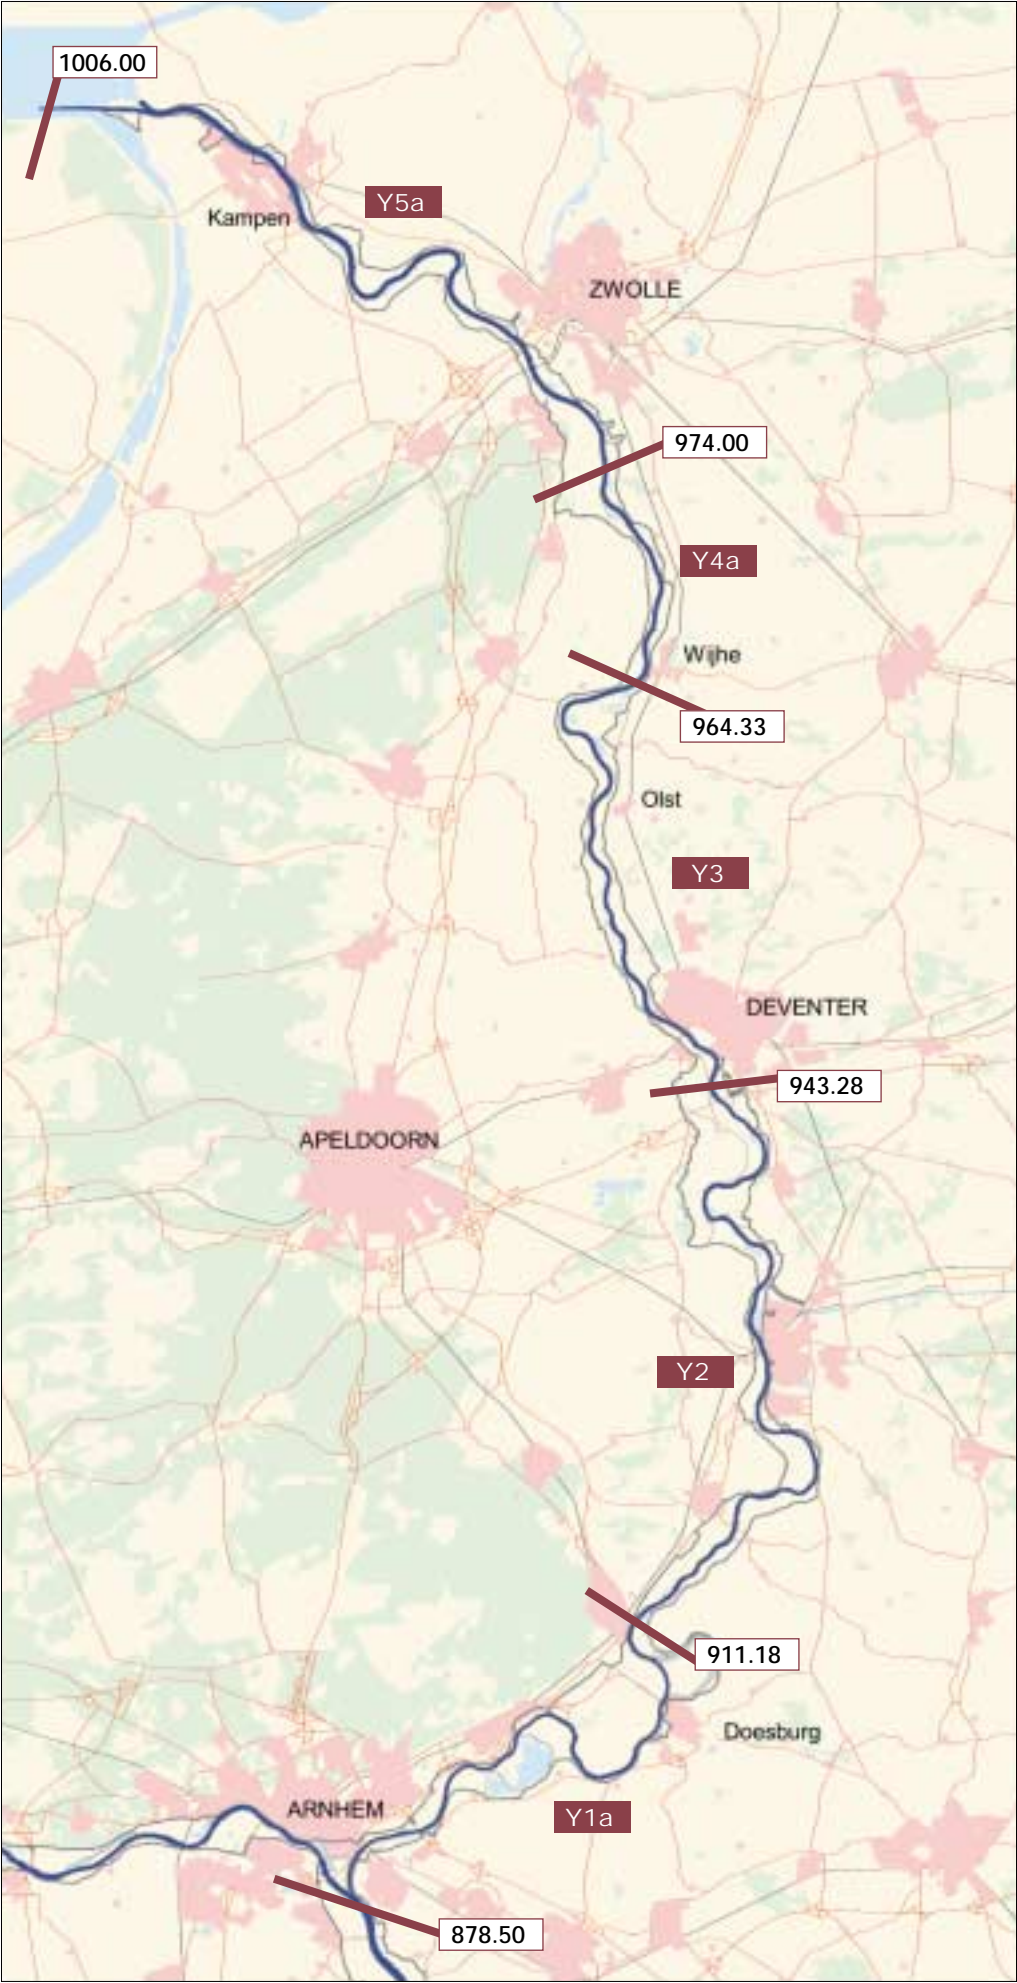 1006.00
Y5a
Kampen
ZWOLLE
974.00
Y4a
Wijhe
964.33
Olst
Y3
DEVENTER
943.28
APELDOORN
Y2
911.18
Doesburg
ARNHEM
Y1a
878.50